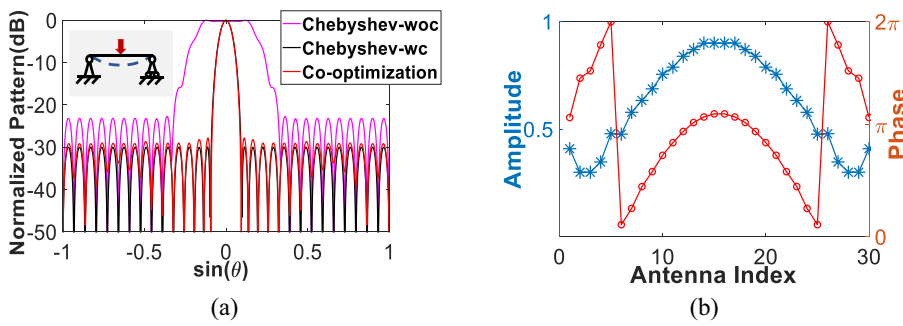 Normalized Pattern(dB)
0
-10
-20
-30
-40
-50
Chebyshev-woc
Chebyshev-wc
Co-optimization
-1
-0.5
0
0.5
1
sin(θ)
(a)
Amplitude
1
0.5
2π
π
0
Phase
0
10
20
30
Antenna Index
(b)